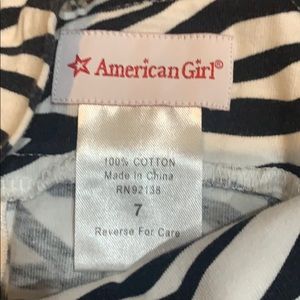 American Girl®
100% COTTON
Made In China
RN92138
7
Reverse For Care